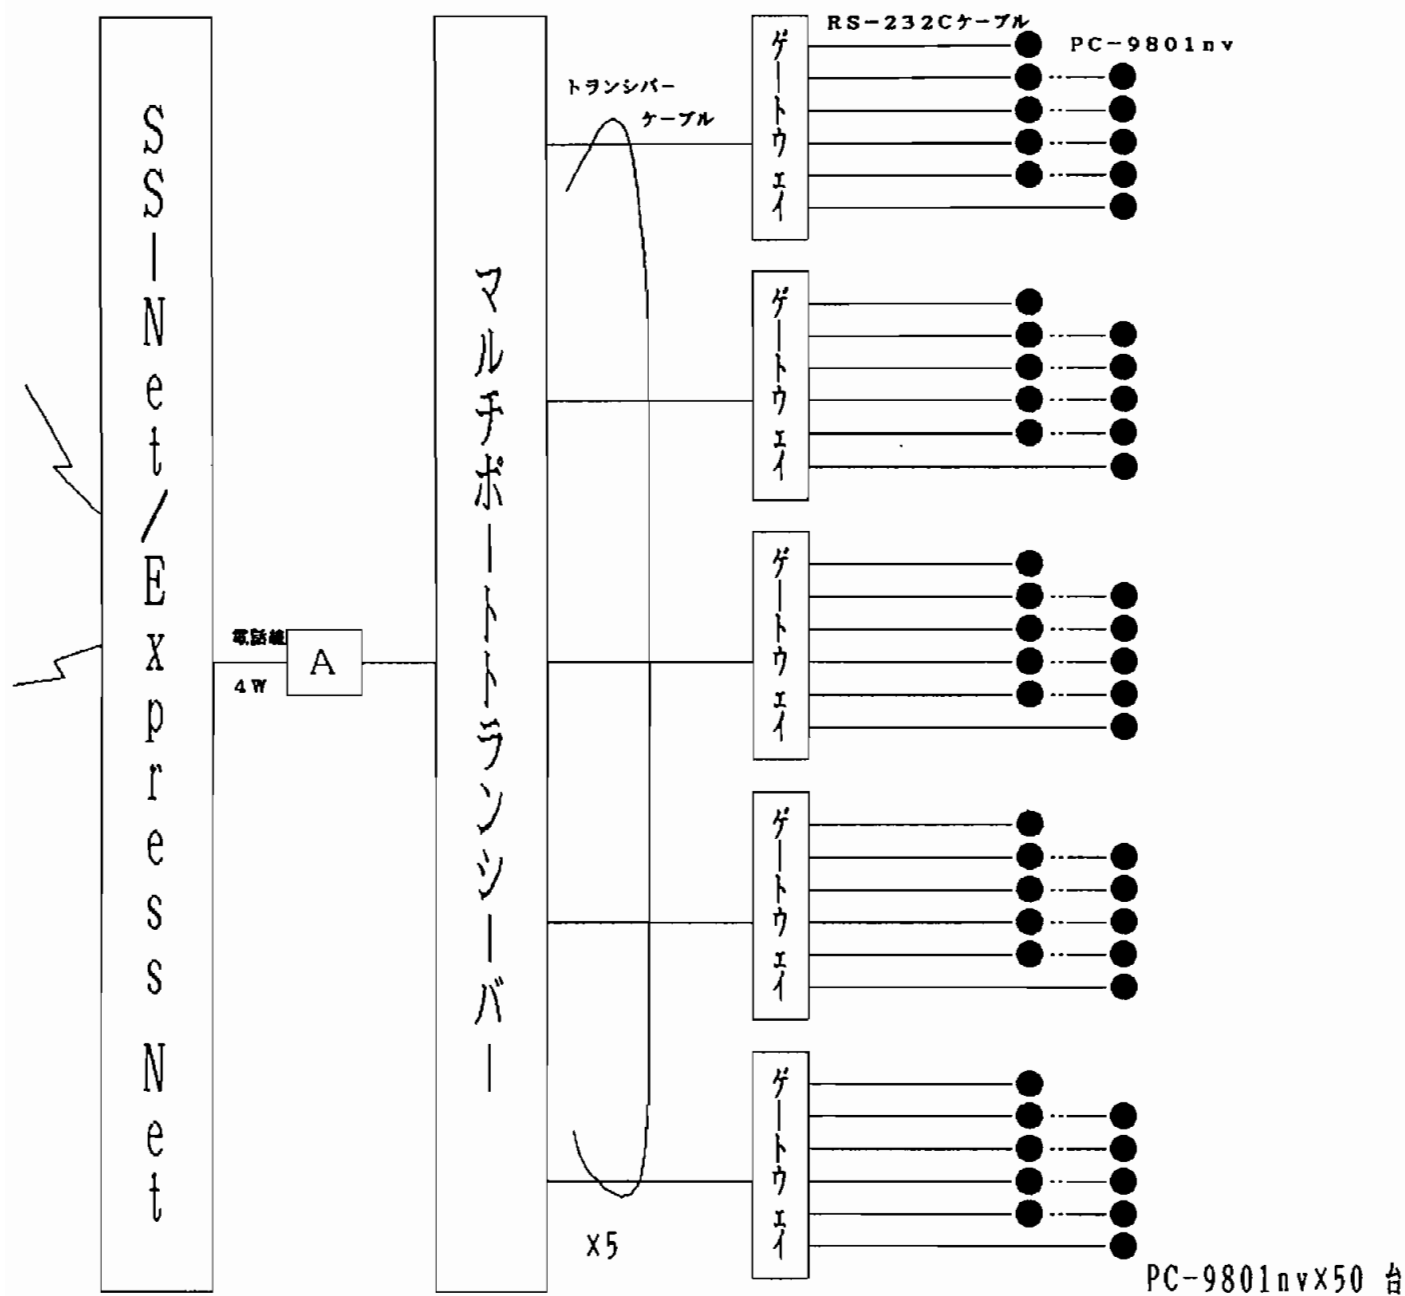 RS-232Cケーブル
PC-9801nv
トランシバー
ケーブル
SSINet/Express Net
マルチポートトランシーバー
ゲートウェイ
ゲートウェイ
ゲートウェイ
ゲートウェイ
ゲートウェイ
電話線
4W
A
X5
PC-9801nvX50 台